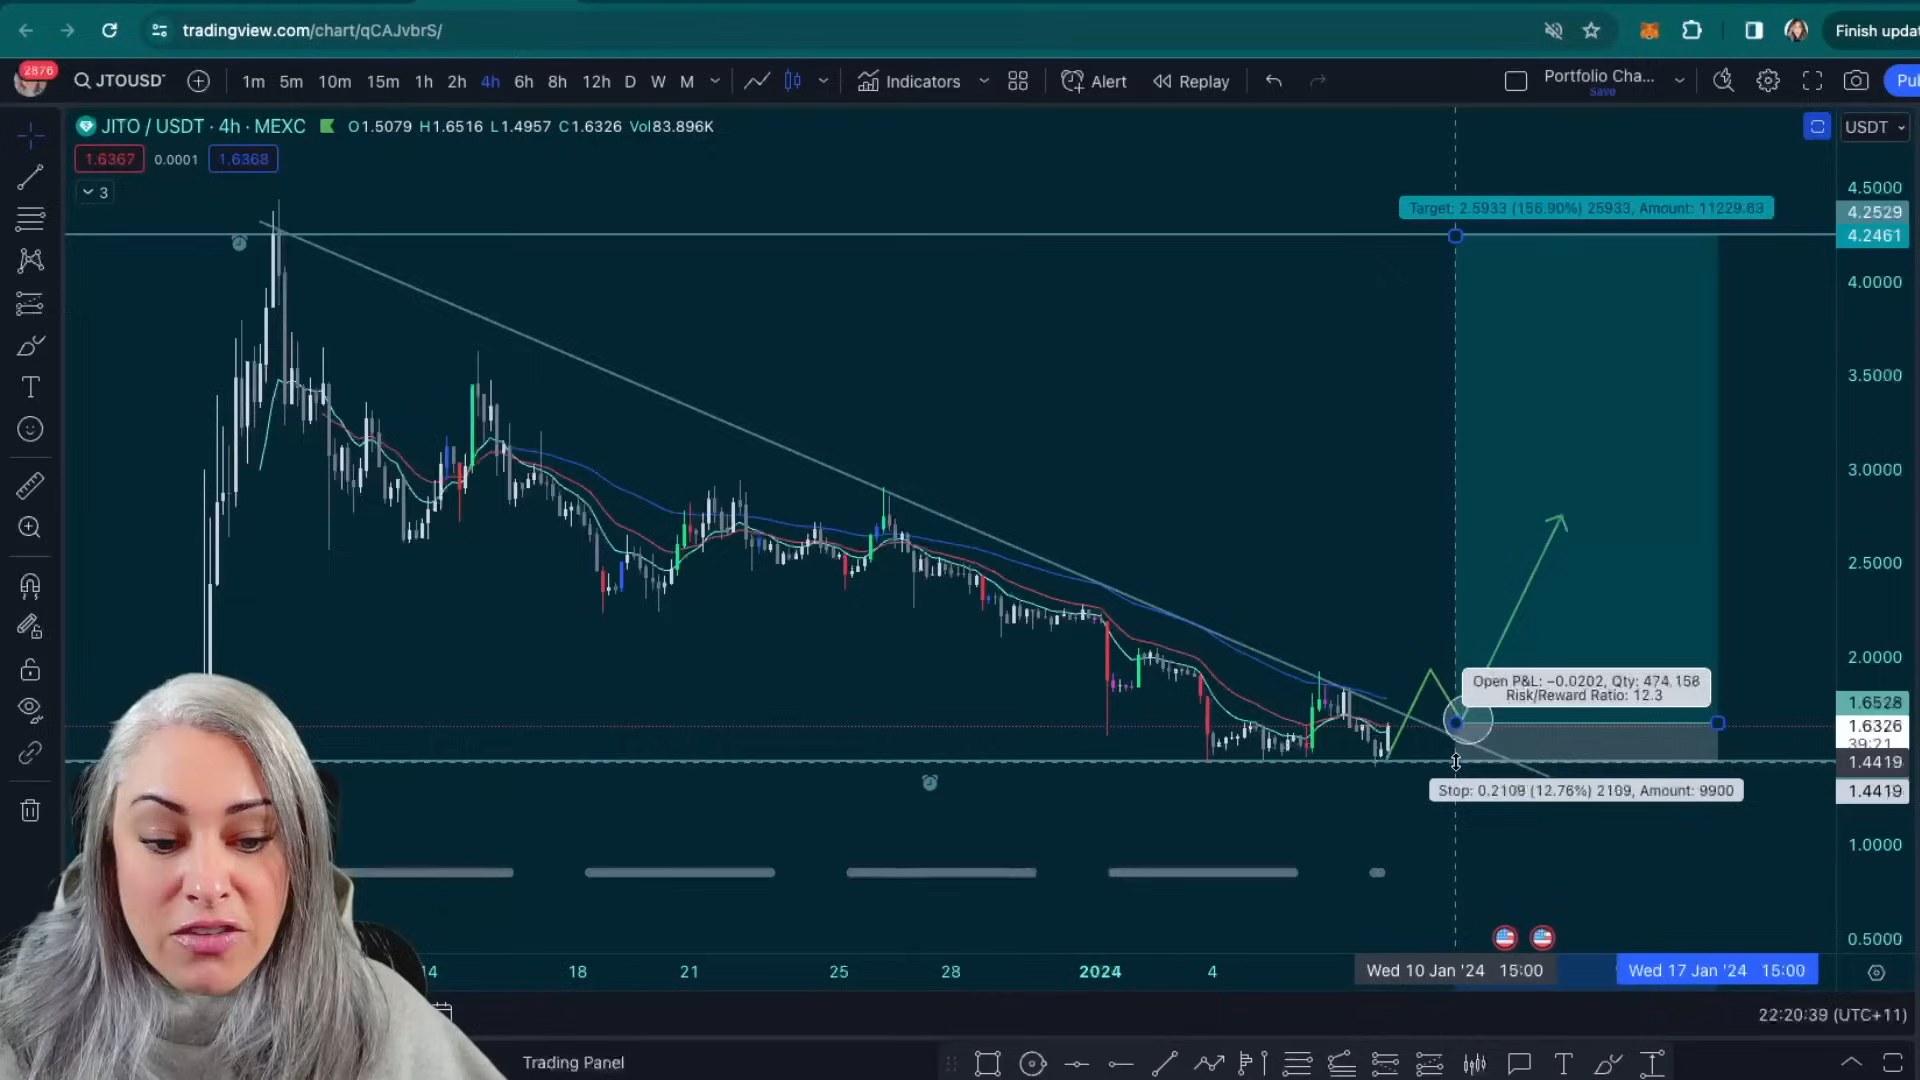 tradingview.com/chart/qCAJvbrS/
Finish updat
2876
JTOUSD
1m 5m 10m 15m 1h 2h 4h 6h 8h 12h D W M
Indicators
Alert
Replay
Portfolio Cha...
Save
Pul
JITO / USDT · 4h · MEXC O1.5079 H1.6516 L1.4957 C1.6326 Vol83.896K
USDT
1.6367 0.0001 1.6368
3
Target: 2.5933 (156.90%) 25933, Amount: 11229.63
4.5000
4.2529
4.2461
4.0000
3.5000
3.0000
2.5000
2.0000
Open P&L: −0.0202, Qty: 474.158
Risk/Reward Ratio: 12.3
1.6528
1.6326
39:21
1.4419
Stop: 0.2109 (12.76%) 2109, Amount: 9900
1.4419
1.0000
0.5000
14 18 21 25 28 2024 4
Wed 10 Jan '24 15:00
Wed 17 Jan '24 15:00
22:20:39 (UTC+11)
Trading Panel